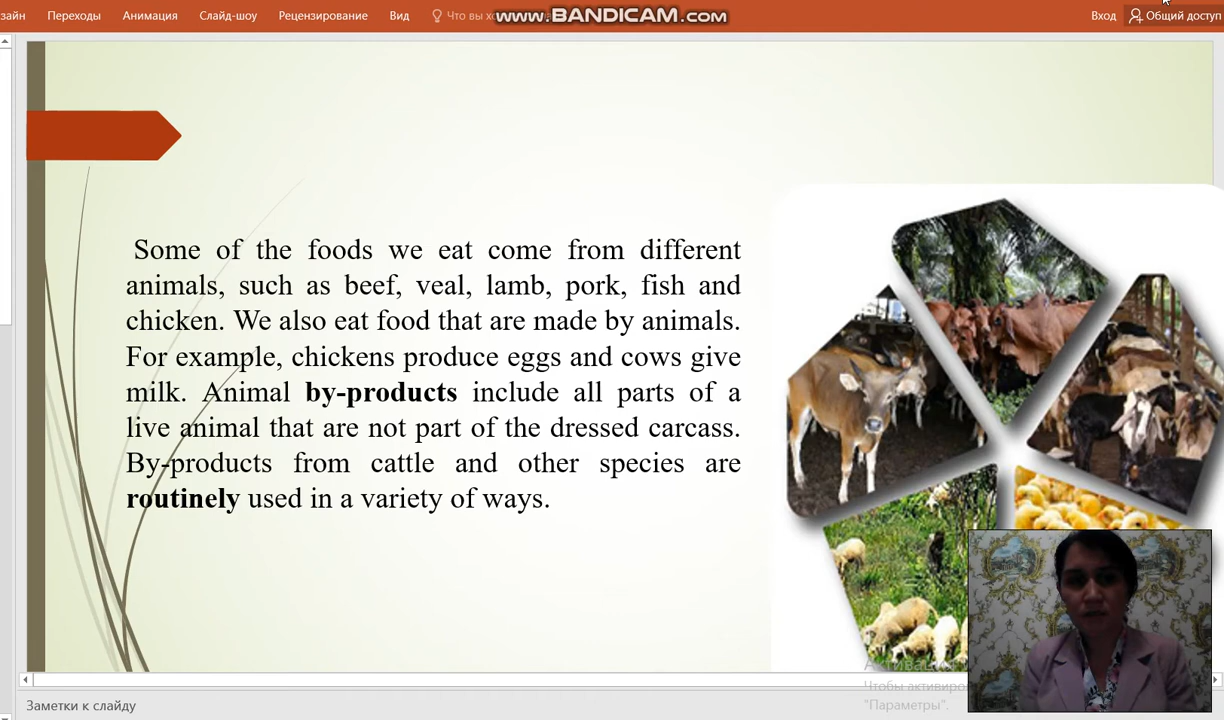 зайн Переходы Анимация Слайд-шоу Рецензирование Вид Что вы х www.BANDICAM.com Вход Общий доступ
Some of the foods we eat come from different
animals, such as beef, veal, lamb, pork, fish and
chicken. We also eat food that are made by animals.
For example, chickens produce eggs and cows give
milk. Animal by-products include all parts of a
live animal that are not part of the dressed carcass.
By-products from cattle and other species are
routinely used in a variety of ways.
Чтобы активиро
"Параметры".
Заметки к слайду